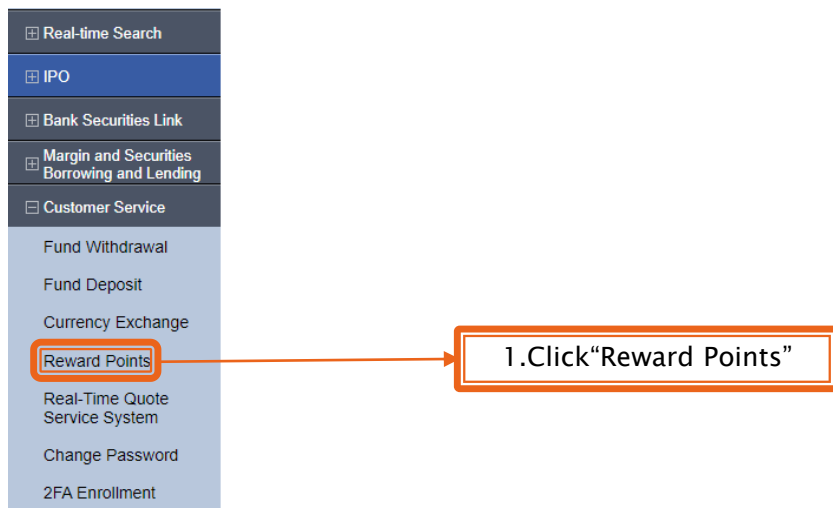 Real-time Search
IPO
Bank Securities Link
Margin and Securities
Borrowing and Lending
Customer Service
Fund Withdrawal
Fund Deposit
Currency Exchange
Reward Points
1.Click“Reward Points”
Real-Time Quote
Service System
Change Password
2FA Enrollment